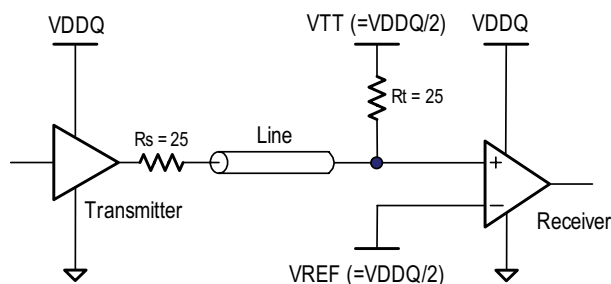 VDDQ
VTT (=VDDQ/2)
VDDQ
Rs = 25
Line
Rt = 25
+
−
Transmitter
Receiver
VREF (=VDDQ/2)